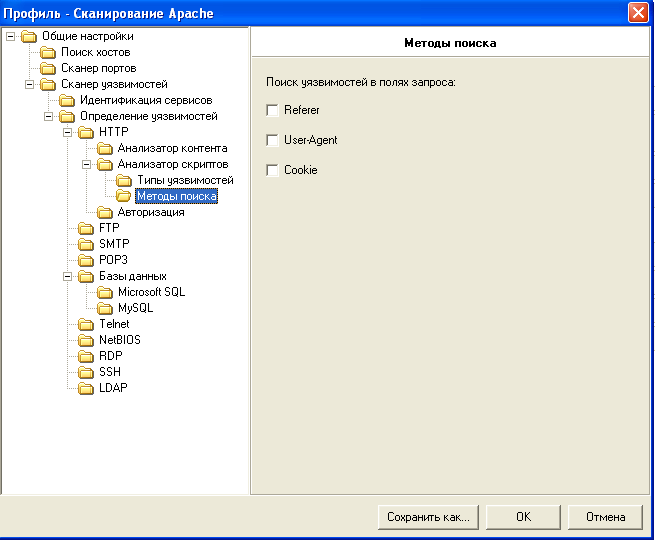 Профиль - Сканирование Apache
Общие настройки
Поиск хостов
Сканер портов
Сканер уязвимостей
Идентификация сервисов
Определение уязвимостей
HTTP
Анализатор контента
Анализатор скриптов
Типы уязвимостей
Методы поиска
Авторизация
FTP
SMTP
POP3
Базы данных
Microsoft SQL
MySQL
Telnet
NetBIOS
RDP
SSH
LDAP
Методы поиска
Поиск уязвимостей в полях запроса:
Referer
User-Agent
Cookie
Сохранить как...
OK
Отмена